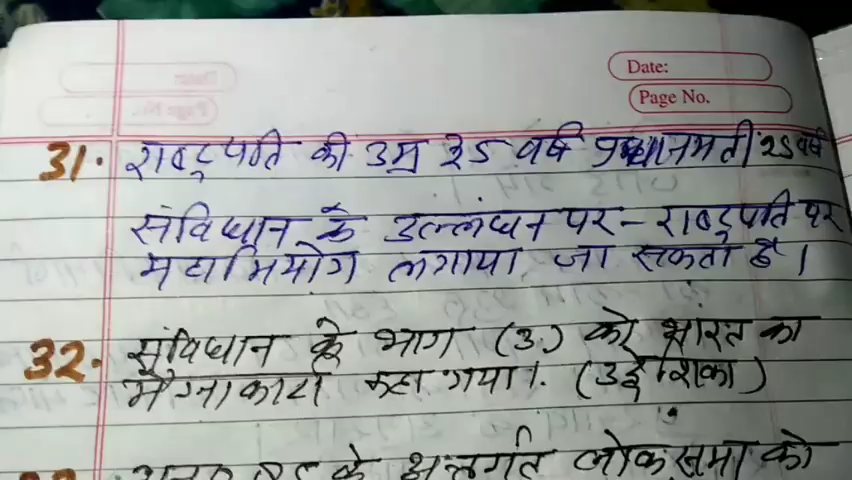 Date:
Page No.
31. राष्ट्रपति की उम्र 35 वर्ष प्रधानमंत्री 25 वर्ष
संविधान के उल्लंघन पर - राष्ट्रपति पर
महाभियोग लगाया जा सकता है।
32. संविधान के भाग (3) को भारत का
मैग्नाकार्टा कहा गया। (उद्देशिका)
के अन्तर्गत लोकसभा को